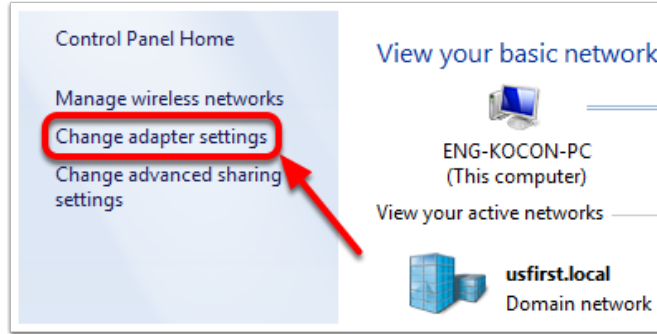 Control Panel Home
Manage wireless networks
Change adapter settings
Change advanced sharing
settings
View your basic network
ENG-KOCON-PC
(This computer)
View your active networks
usfirst.local
Domain network